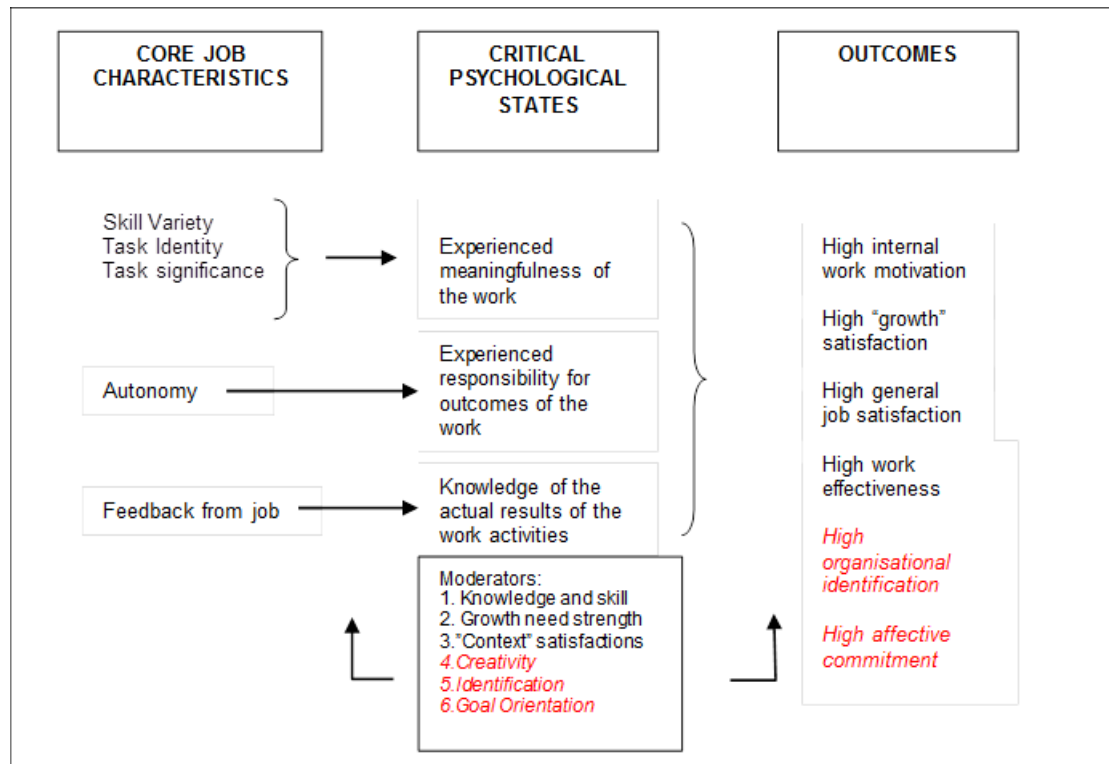 CORE JOB
CHARACTERISTICS
CRITICAL
PSYCHOLOGICAL
STATES
OUTCOMES
Skill Variety
Task Identity
Task significance
Experienced
meaningfulness of
the work
Autonomy
Experienced
responsibility for
outcomes of the
work
Feedback from job
Knowledge of the
actual results of the
work activities
Moderators:
1. Knowledge and skill
2. Growth need strength
3."Context" satisfactions
4.Creativity
5.Identification
6.Goal Orientation
High internal
work motivation
High “growth”
satisfaction
High general
job satisfaction
High work
effectiveness
High
organisational
identification
High affective
commitment